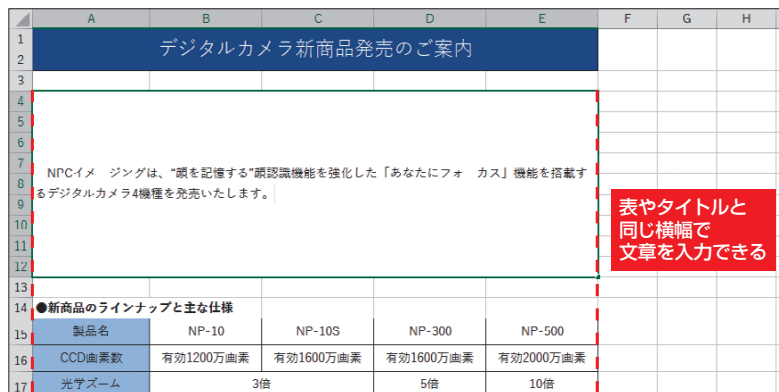 A B C D E F G H
1
デジタルカメラ新商品発売のご案内
2
3
4
5
6
7
NPCイメージングは、“顔を記憶する”顔認識機能を強化した「あなたにフォーカス」機能を搭載す
8
るデジタルカメラ4機種を発売いたします。
9
10
11
12
表やタイトルと
同じ横幅で
文章を入力できる
13
14 ●新商品のラインナップと主な仕様
15 製品名 NP-10 NP-10S NP-300 NP-500
16 CCD画素数 有効1200万画素 有効1600万画素 有効1600万画素 有効2000万画素
17 光学ズーム 3倍 5倍 10倍